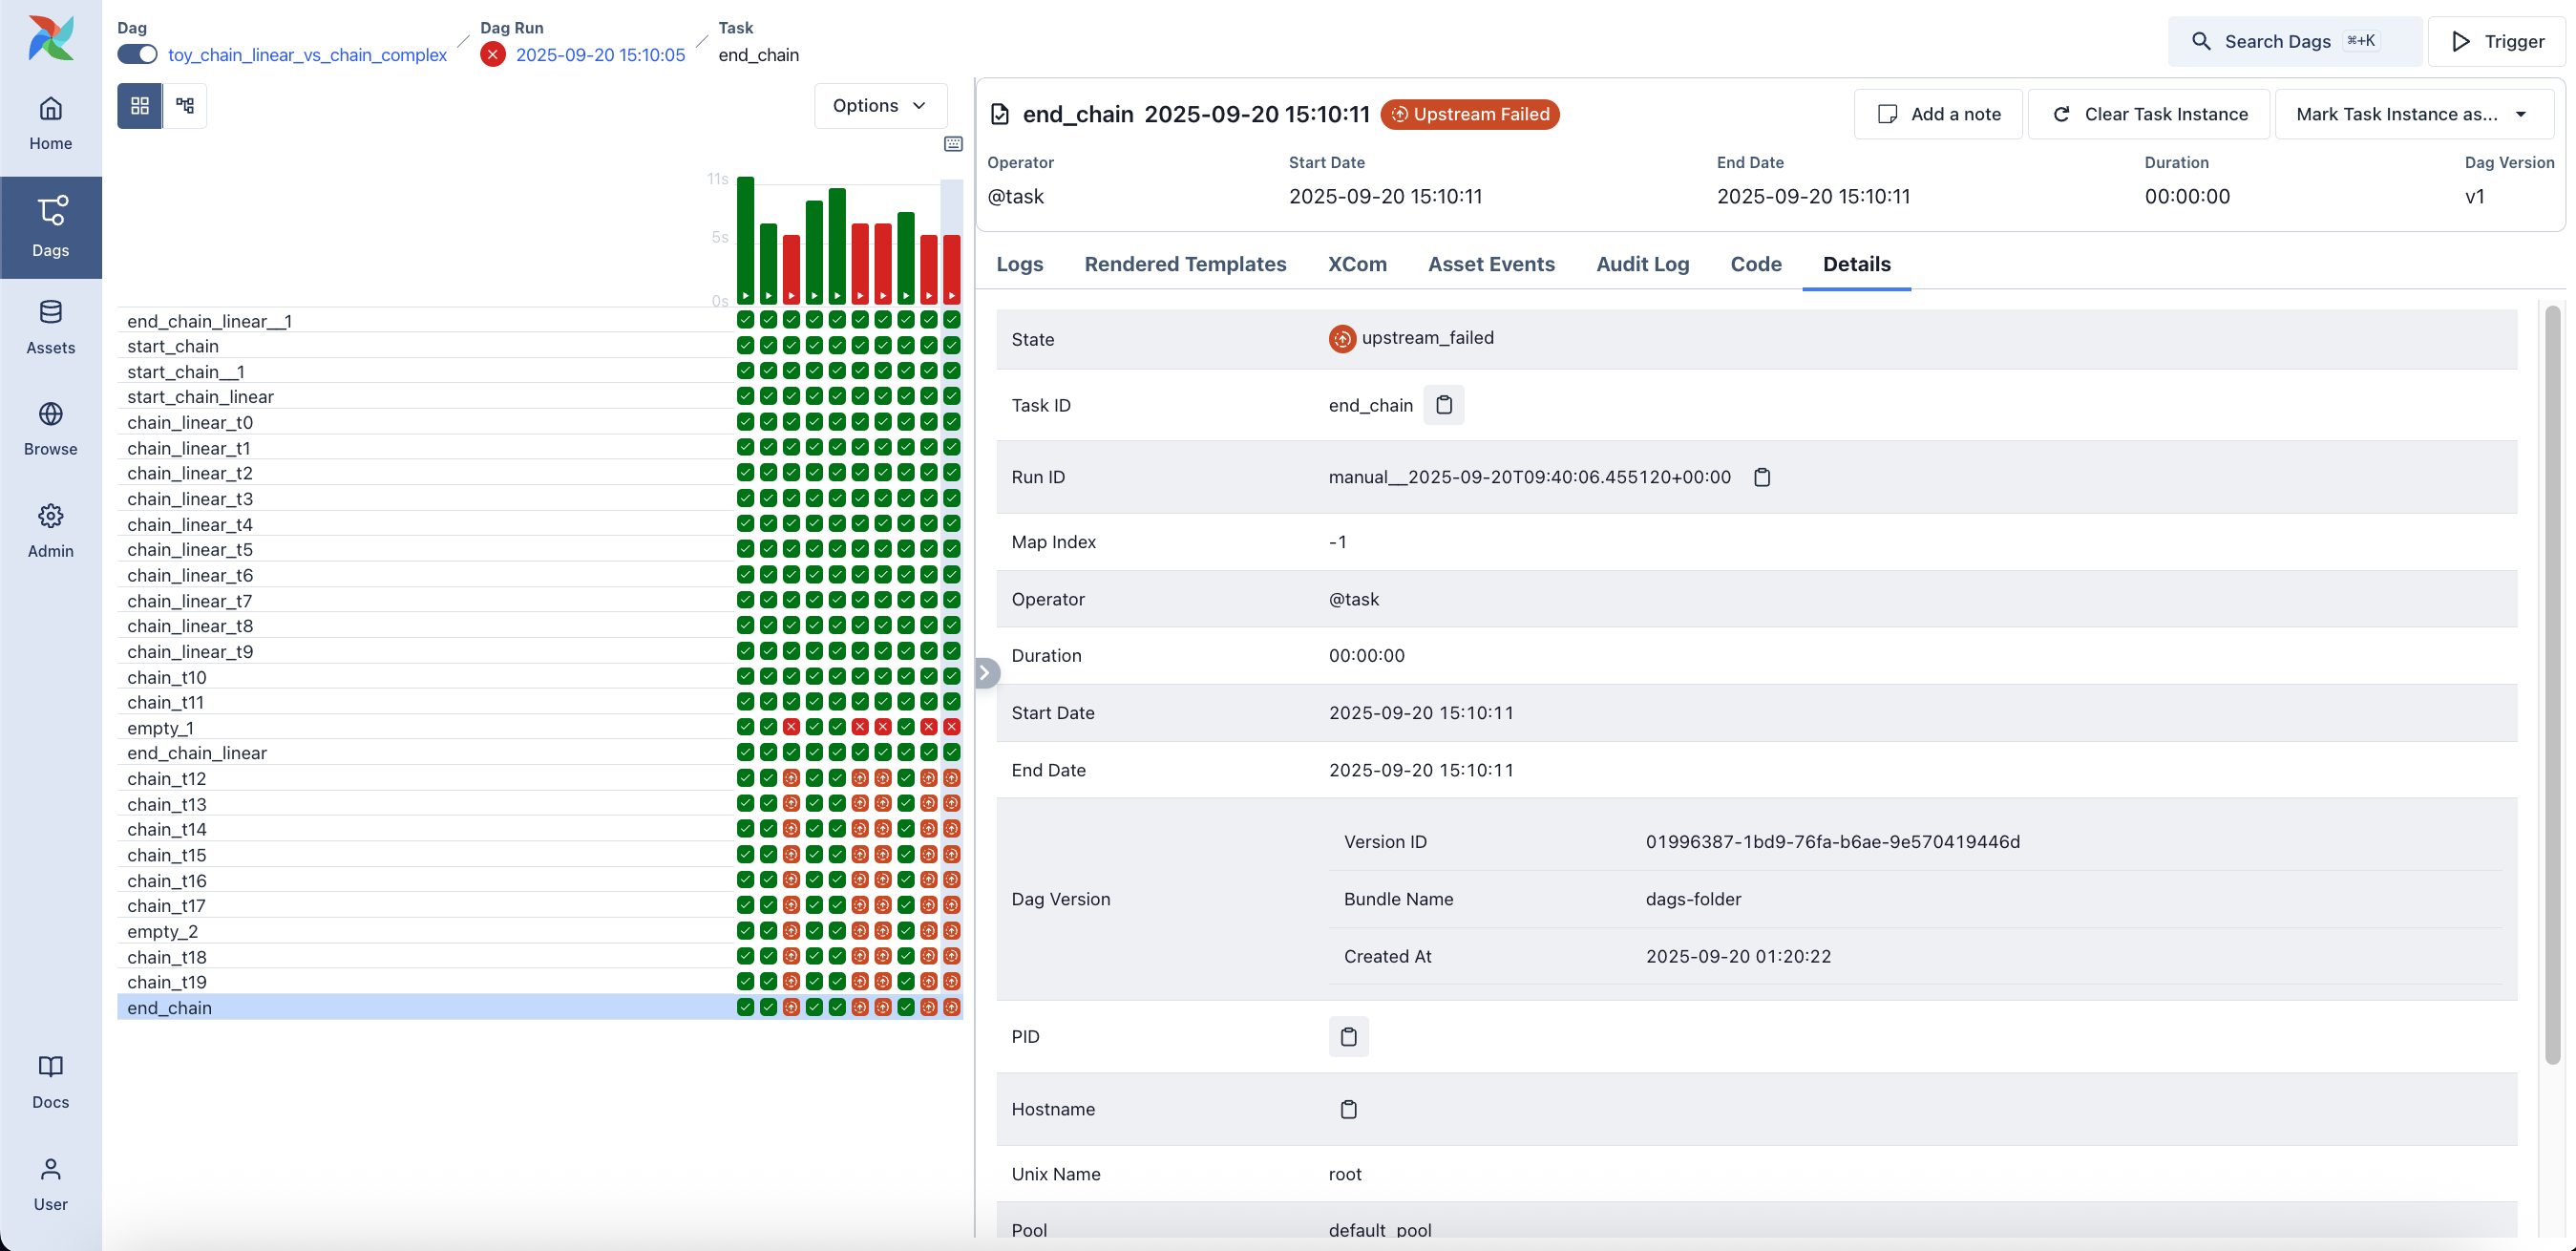 Dag
toy_chain_linear_vs_chain_complex
Dag Run
2025-09-20 15:10:05
Task
end_chain
Search Dags ⌘+K
Trigger
Home
Dags
Assets
Browse
Admin
Docs
User
Options
11s
5s
0s
end_chain_linear__1
start_chain
start_chain__1
start_chain_linear
chain_linear_t0
chain_linear_t1
chain_linear_t2
chain_linear_t3
chain_linear_t4
chain_linear_t5
chain_linear_t6
chain_linear_t7
chain_linear_t8
chain_linear_t9
chain_t10
chain_t11
empty_1
end_chain_linear
chain_t12
chain_t13
chain_t14
chain_t15
chain_t16
chain_t17
empty_2
chain_t18
chain_t19
end_chain
end_chain 2025-09-20 15:10:11 Upstream Failed
Add a note
Clear Task Instance
Mark Task Instance as...
Operator Start Date End Date Duration Dag Version
@task 2025-09-20 15:10:11 2025-09-20 15:10:11 00:00:00 v1
Logs Rendered Templates XCom Asset Events Audit Log Code Details
State upstream_failed
Task ID end_chain
Run ID manual__2025-09-20T09:40:06.455120+00:00
Map Index -1
Operator @task
Duration 00:00:00
Start Date 2025-09-20 15:10:11
End Date 2025-09-20 15:10:11
Dag Version
Version ID 01996387-1bd9-76fa-b6ae-9e570419446d
Bundle Name dags-folder
Created At 2025-09-20 01:20:22
PID
Hostname
Unix Name root
Pool default_pool